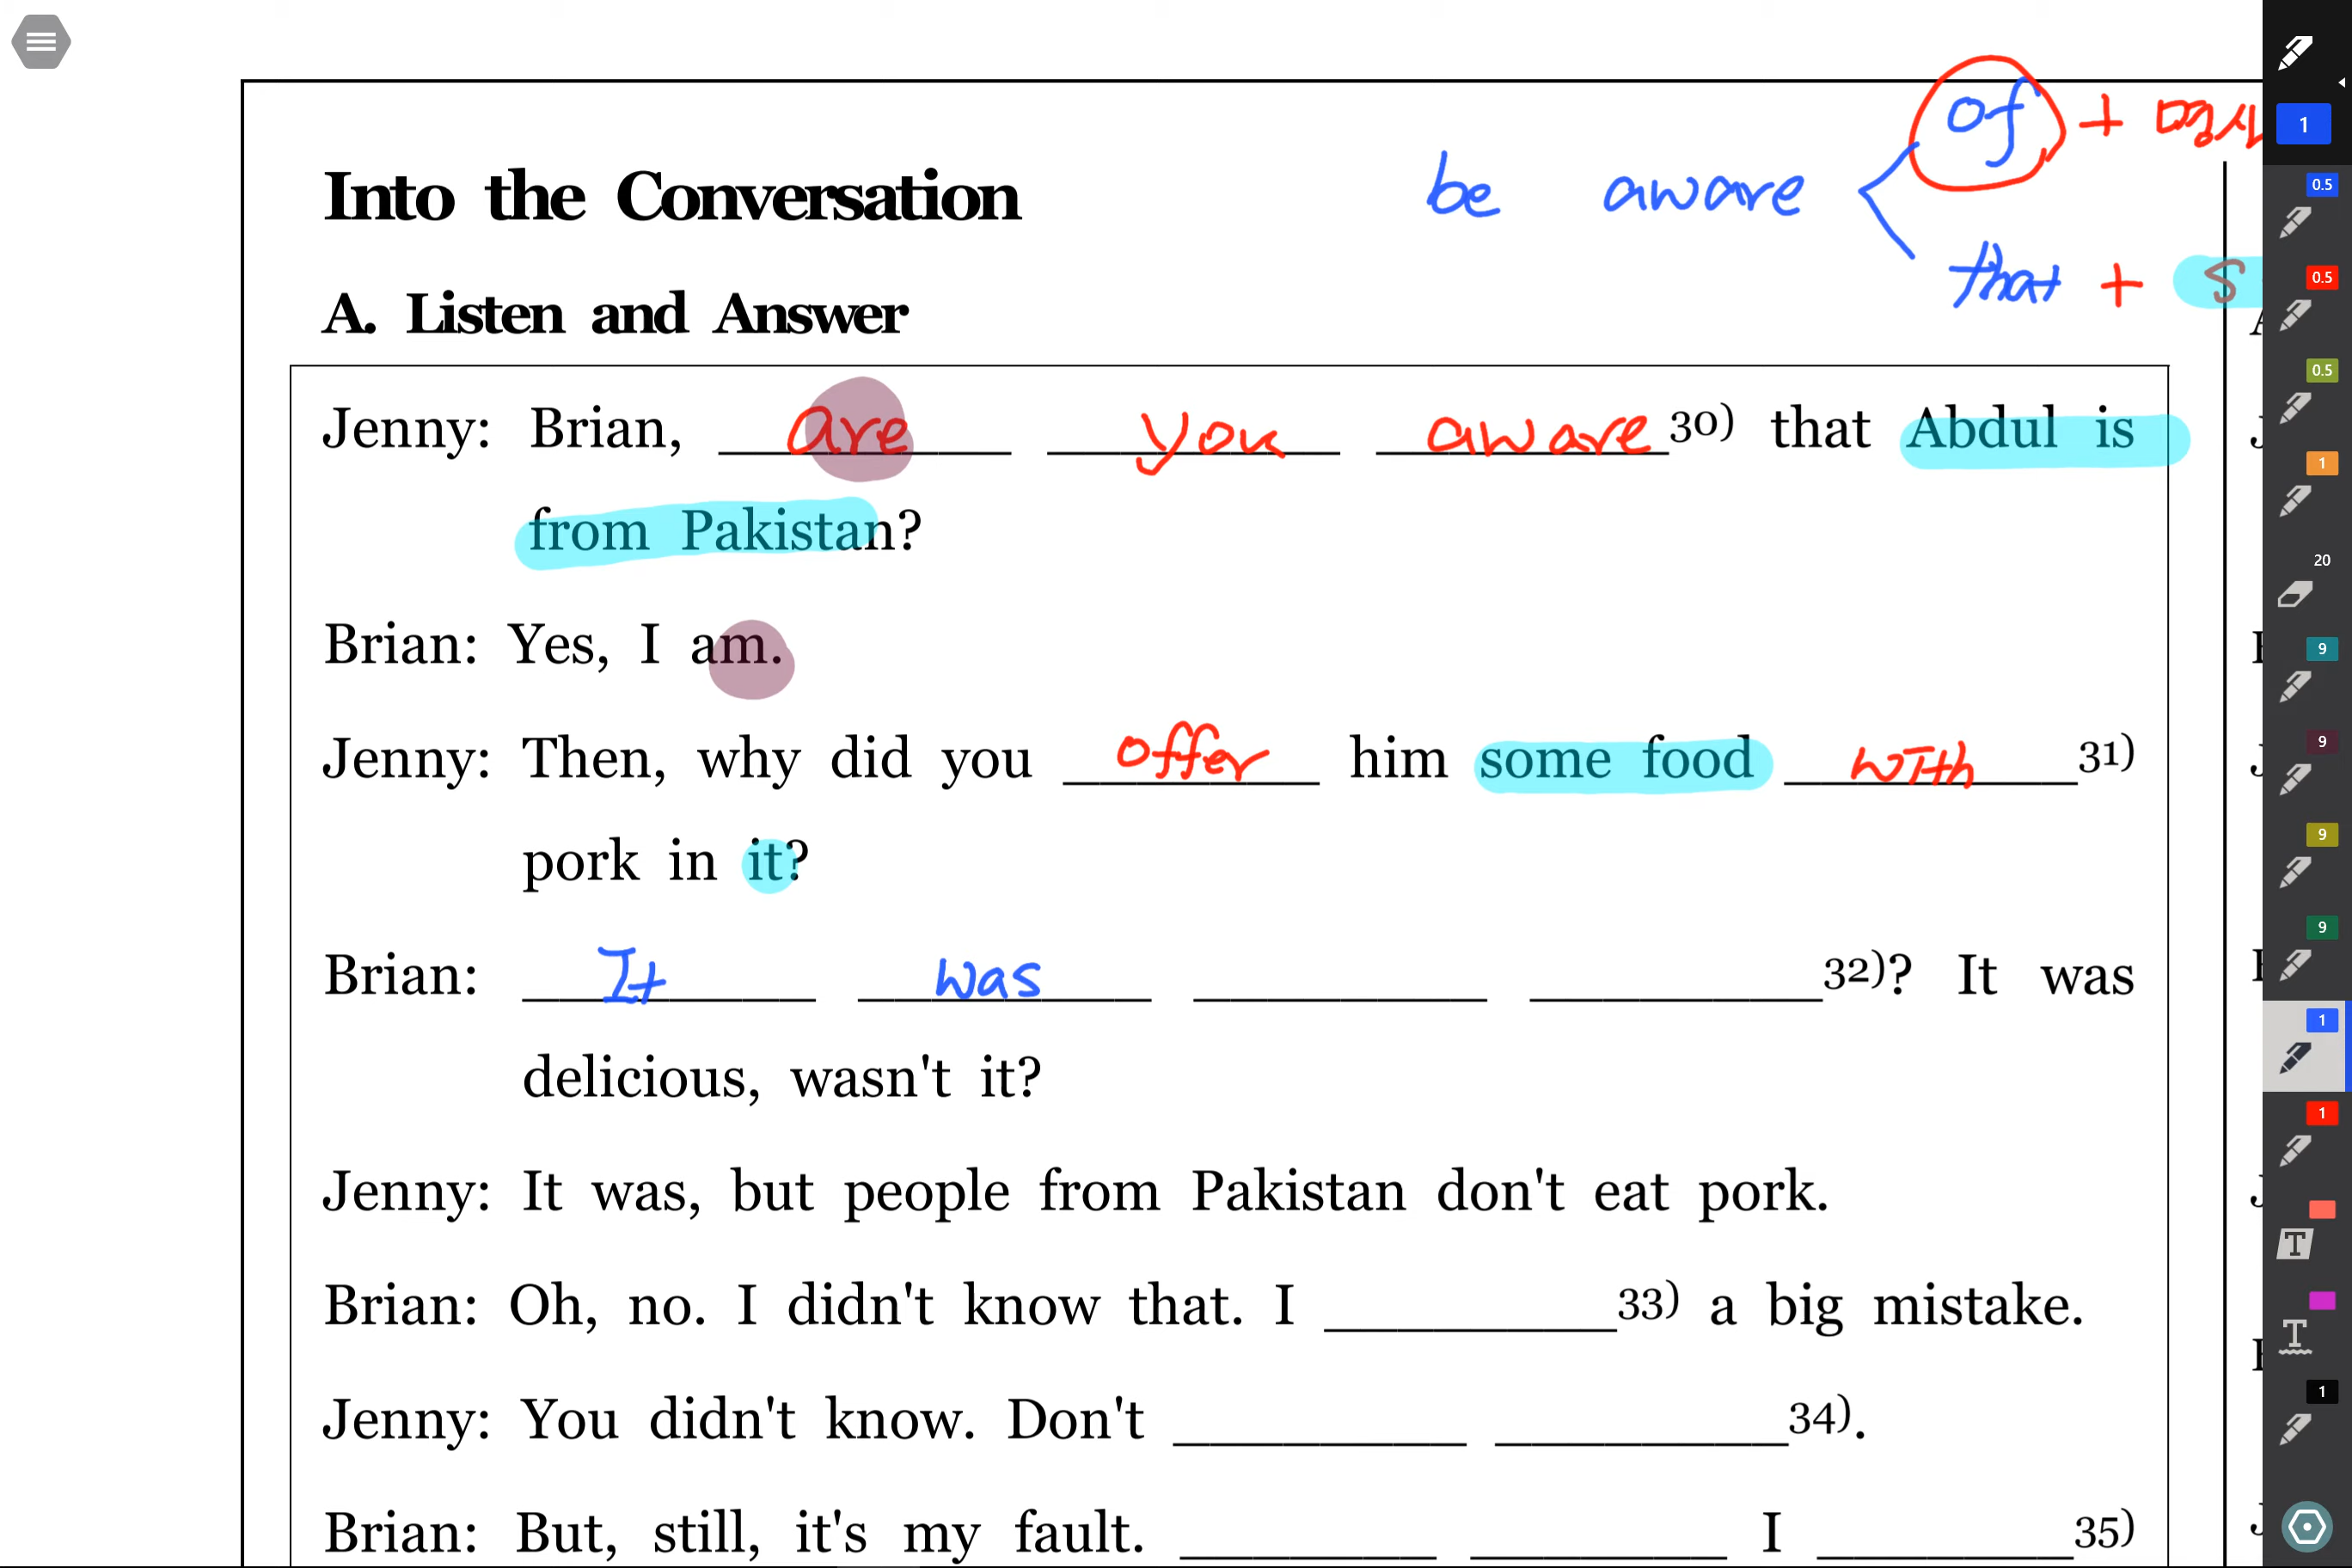 of +
be aware
that + S
Into the Conversation
A. Listen and Answer
Jenny: Brian, are you aware 30) that Abdul is
from Pakistan?
Brian: Yes, I am.
Jenny: Then, why did you offer him some food with 31)
pork in it?
Brian: It was 32)? It was
delicious, wasn't it?
Jenny: It was, but people from Pakistan don't eat pork.
Brian: Oh, no. I didn't know that. I 33) a big mistake.
Jenny: You didn't know. Don't 34).
Brian: But, still, it's my fault. I 35)
1
0.5
0.5
0.5
1
20
9
9
9
9
1
1
T
T
1